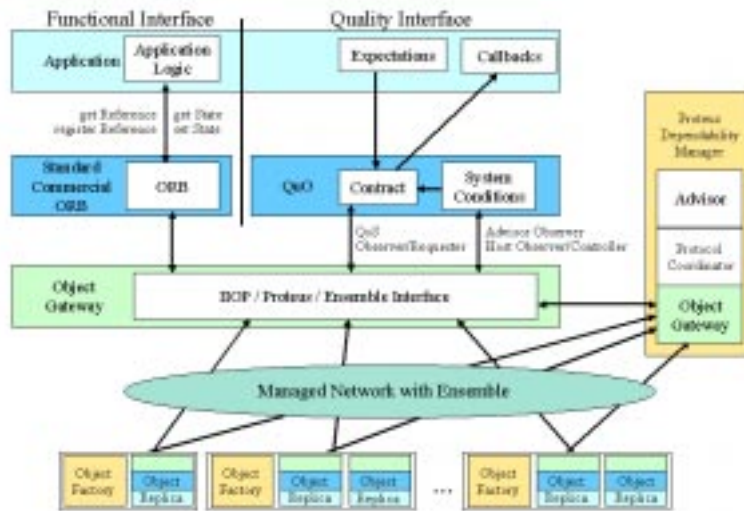 Functional Interface
Quality Interface
Application
Application
Logic
Expectations
Callbacks
get Reference
register Reference
get State
set State
Proteus
Dependability
Manager
Standard
Commercial
ORB
ORB
QuO
Contract
System
Conditions
Advisor
QoS
Observer/Requester
Advisor Observer
Host Observer/Controller
Protocol
Coordinator
Object
Gateway
IIOP / Proteus / Ensemble Interface
Object
Gateway
Managed Network with Ensemble
Object
Factory
Object
Replica
Object
Factory
Object
Replica
Object
Replica
...
Object
Factory
Object
Replica
Object
Replica